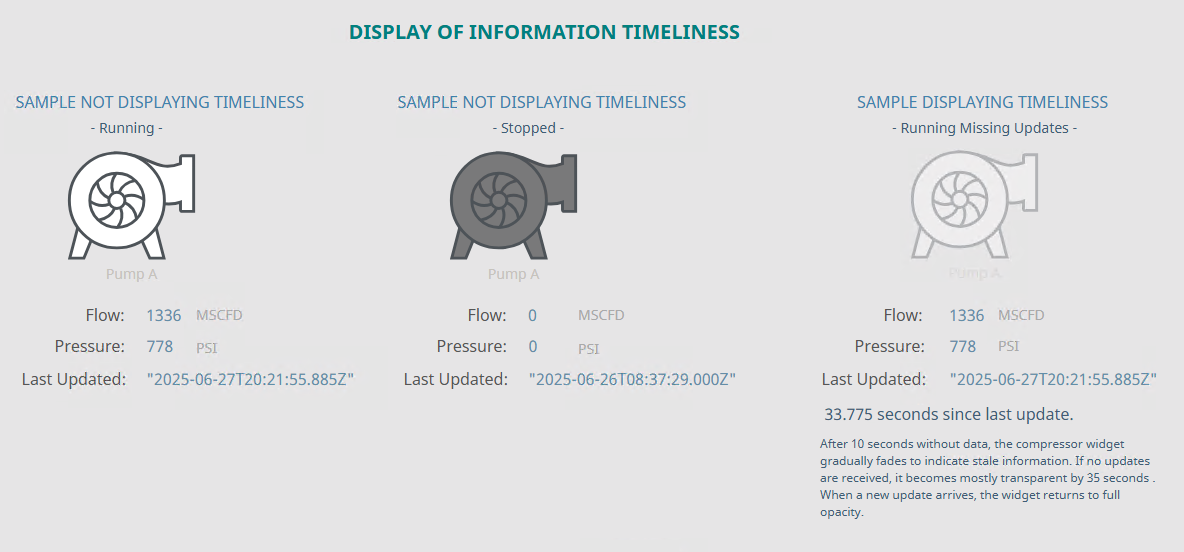 DISPLAY OF INFORMATION TIMELINESS
SAMPLE NOT DISPLAYING TIMELINESS
- Running -
Pump A
Flow: 1336 MSCFD
Pressure: 778 PSI
Last Updated: "2025-06-27T20:21:55.885Z"
SAMPLE NOT DISPLAYING TIMELINESS
- Stopped -
Pump A
Flow: 0 MSCFD
Pressure: 0 PSI
Last Updated: "2025-06-26T08:37:29.000Z"
SAMPLE DISPLAYING TIMELINESS
- Running Missing Updates -
Pump A
Flow: 1336 MSCFD
Pressure: 778 PSI
Last Updated: "2025-06-27T20:21:55.885Z"
33.775 seconds since last update.
After 10 seconds without data, the compressor widget
gradually fades to indicate stale information. If no updates
are received, it becomes mostly transparent by 35 seconds .
When a new update arrives, the widget returns to full
opacity.